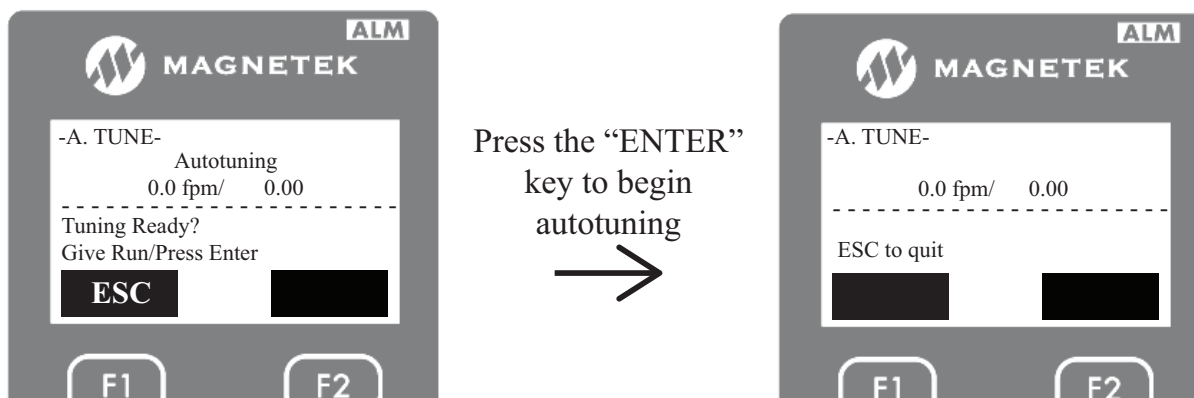 ALM
MAGNETEK
-A. TUNE-
Autotuning
0.0 fpm/ 0.00
Tuning Ready?
Give Run/Press Enter
ESC
F1 F2
Press the “ENTER”
key to begin
autotuning
ALM
MAGNETEK
-A. TUNE-
0.0 fpm/ 0.00
ESC to quit
F1 F2